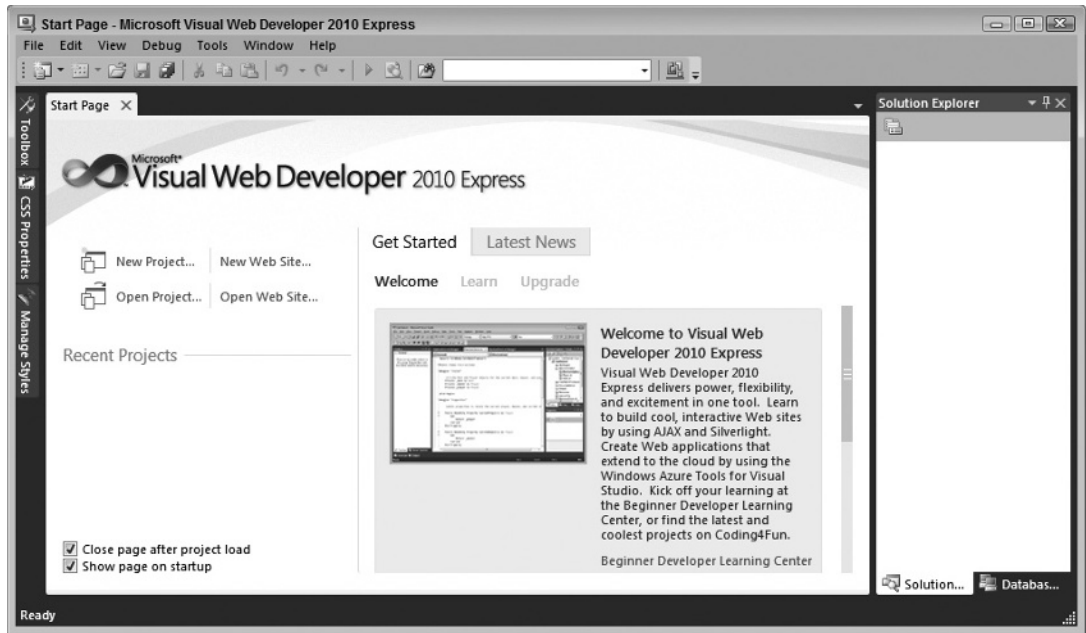 Start Page - Microsoft Visual Web Developer 2010 Express
File Edit View Debug Tools Window Help
Toolbox
CSS Properties
Manage Styles
Start Page
Microsoft®
Visual Web Developer 2010 Express
New Project... New Web Site...
Open Project... Open Web Site...
Recent Projects
Close page after project load
Show page on startup
Get Started Latest News
Welcome Learn Upgrade
Welcome to Visual Web
Developer 2010 Express
Visual Web Developer 2010
Express delivers power, flexibility,
and excitement in one tool. Learn
to build cool, interactive Web sites
by using AJAX and Silverlight.
Create Web applications that
extend to the cloud by using the
Windows Azure Tools for Visual
Studio. Kick off your learning at
the Beginner Developer Learning
Center, or find the latest and
coolest projects on Coding4Fun.
Beginner Developer Learning Center
Solution Explorer
Solution... Databas...
Ready